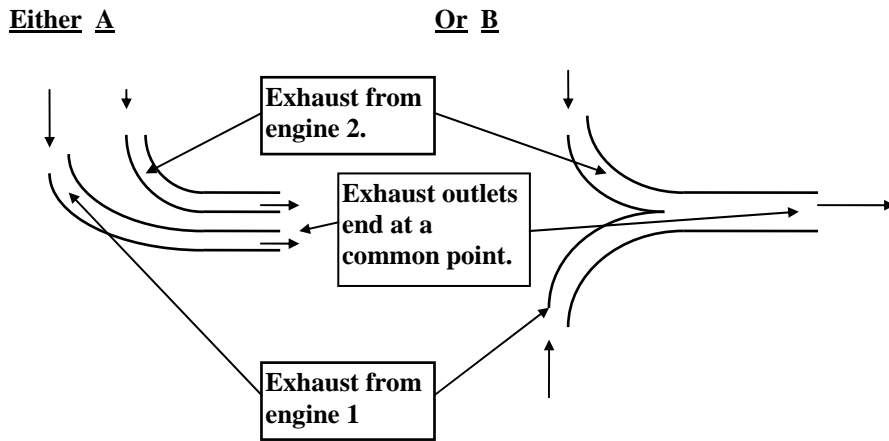 Either A
Or B
Exhaust from
engine 2.
Exhaust outlets
end at a
common point.
Exhaust from
engine 1